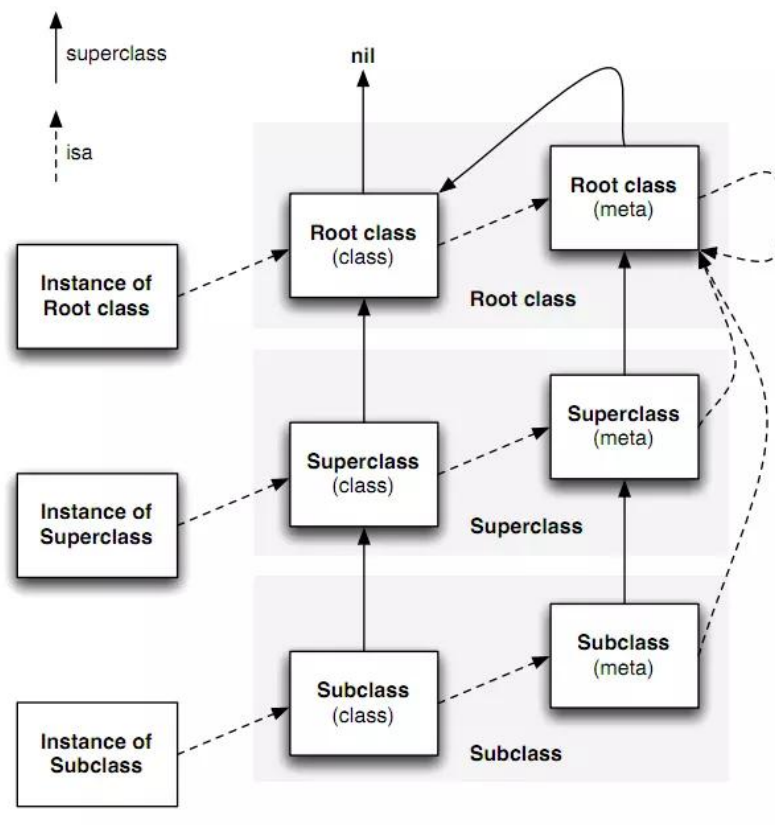 superclass
isa
nil
Root class
(meta)
Root class
(class)
Instance of
Root class
Root class
Superclass
(meta)
Superclass
(class)
Instance of
Superclass
Superclass
Subclass
(meta)
Subclass
(class)
Instance of
Subclass
Subclass